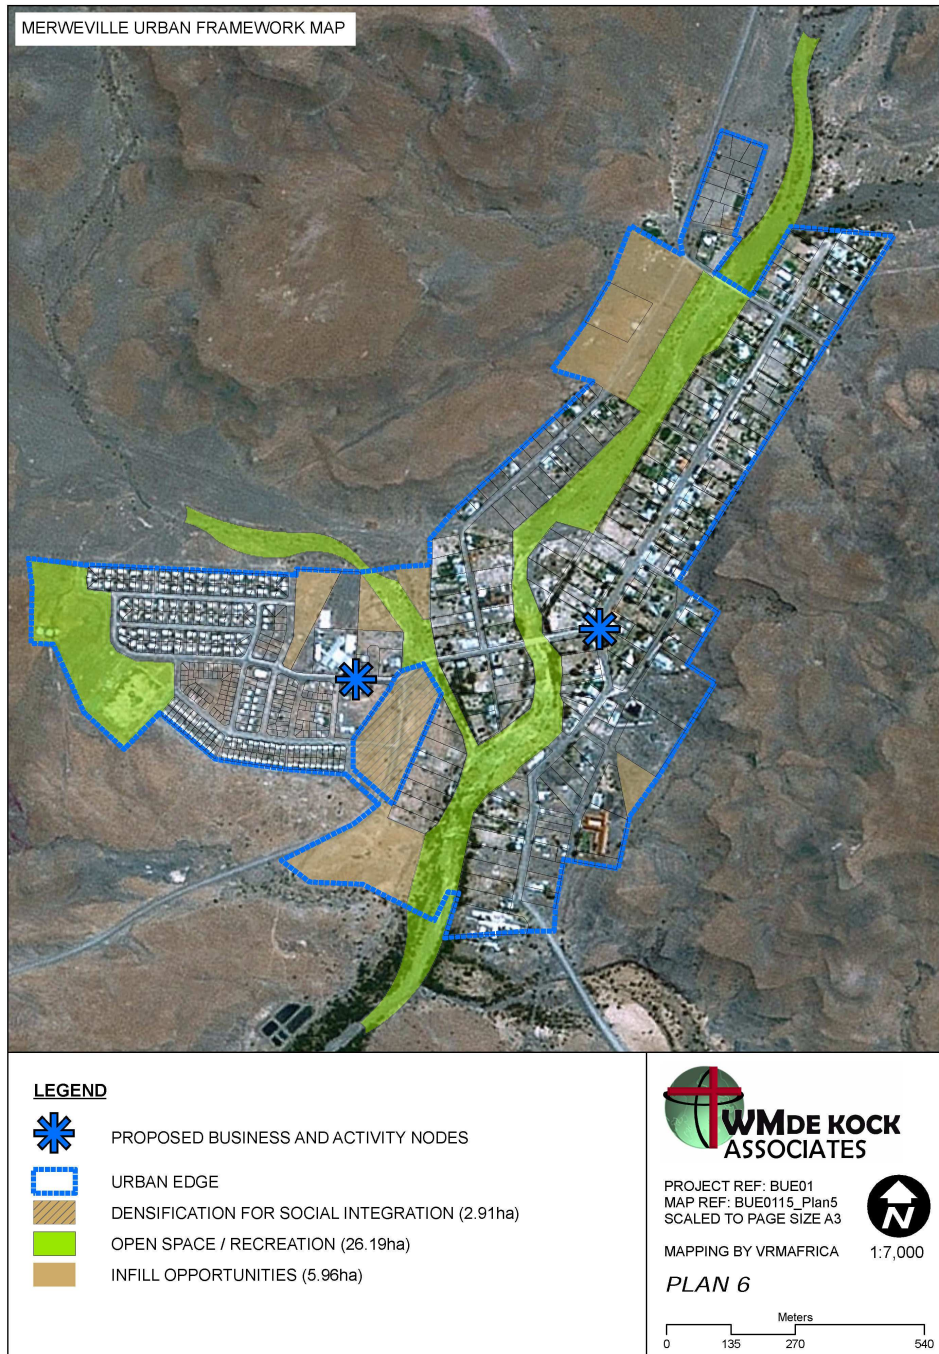 MERWEVILLE URBAN FRAMEWORK MAP
LEGEND
PROPOSED BUSINESS AND ACTIVITY NODES
URBAN EDGE
DENSIFICATION FOR SOCIAL INTEGRATION (2.91ha)
OPEN SPACE / RECREATION (26.19ha)
INFILL OPPORTUNITIES (5.96ha)
WMDE KOCK
ASSOCIATES
PROJECT REF: BUE01
MAP REF: BUE0115_Plan5
SCALED TO PAGE SIZE A3
MAPPING BY VRMAFRICA
N
1:7,000
PLAN 6
Meters
0 135 270 540